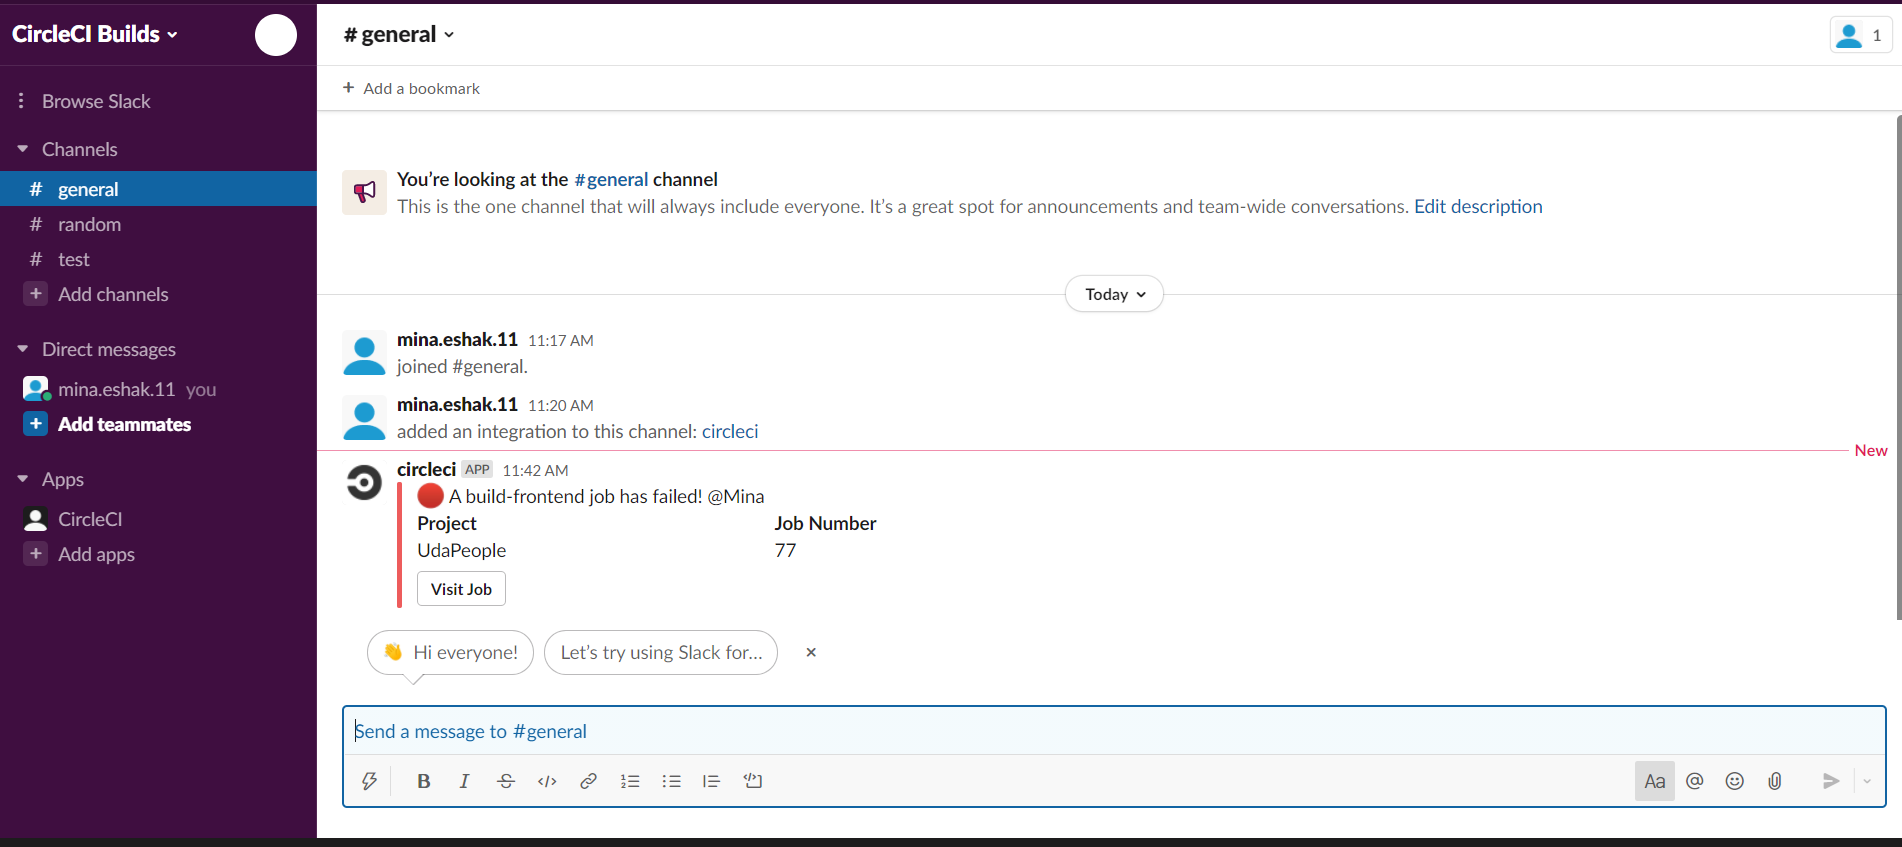 CircleCI Builds
Browse Slack
Channels
# general
# random
# test
+ Add channels
Direct messages
mina.eshak.11 you
+ Add teammates
Apps
CircleCI
+ Add apps
# general
1
+ Add a bookmark
You’re looking at the #general channel
This is the one channel that will always include everyone. It’s a great spot for announcements and team-wide conversations. Edit description
Today
mina.eshak.11 11:17 AM
joined #general.
mina.eshak.11 11:20 AM
added an integration to this channel: circleci
New
circleci APP 11:42 AM
A build-frontend job has failed! @Mina
Project Job Number
UdaPeople 77
Visit Job
👋 Hi everyone! Let’s try using Slack for... ×
Send a message to #general
B I S </> Aa @